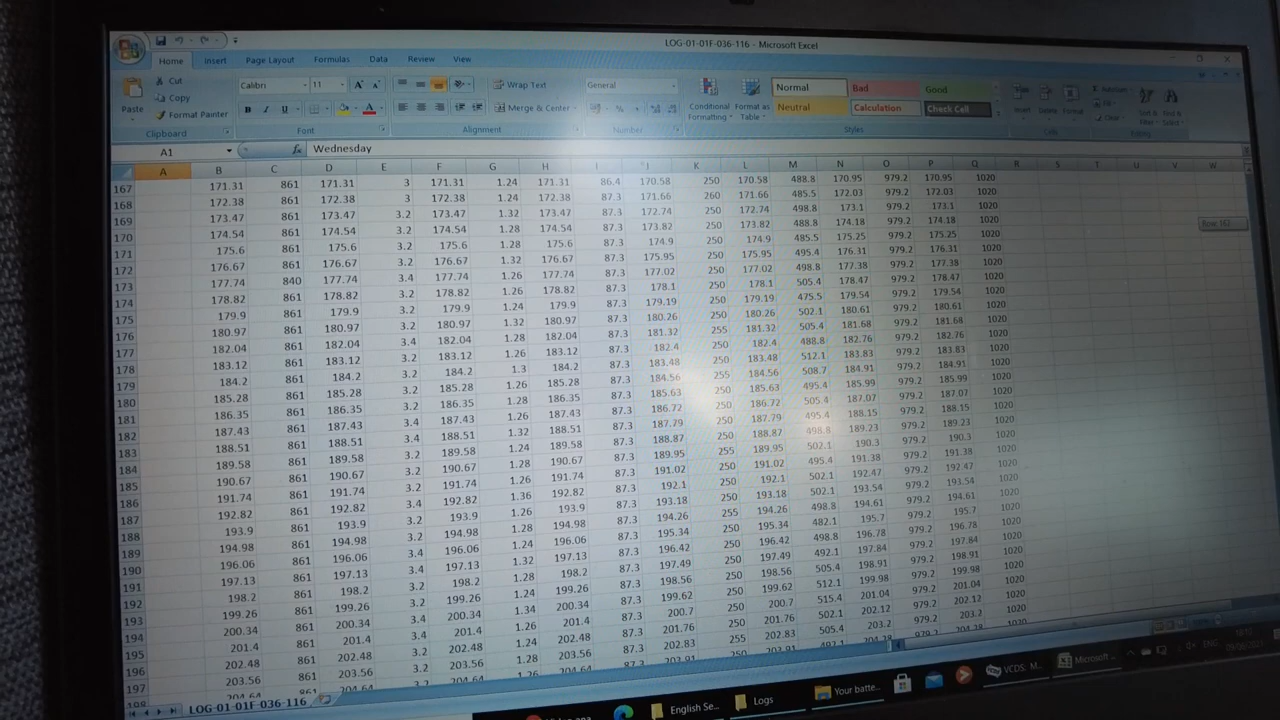 LOG-01-01F-036-116 - Microsoft Excel
Home Insert Page Layout Formulas Data Review View
Paste Cut Copy Format Painter Clipboard
Calibri 11 B I U A A Font
Wrap Text Merge & Center Alignment
General % Number
Conditional Formatting Format as Table Normal Bad Good Neutral Calculation Check Cell Styles
Insert Delete Format Cells
Sort & Filter Find & Select Editing
A1 fx Wednesday
A B C D E F G H I J K L M N O P Q R S T U V W
167 171.31 861 171.31 3 171.31 1.24 171.31 86.4 170.58 250 170.58 488.8 170.95 979.2 170.95 1020
168 172.38 861 172.38 3 172.38 1.24 172.38 87.3 171.66 260 171.66 485.5 172.03 979.2 172.03 1020
169 173.47 861 173.47 3.2 173.47 1.32 173.47 87.3 172.74 250 172.74 498.8 173.1 979.2 173.1 1020
170 174.54 861 174.54 3.2 174.54 1.28 174.54 87.3 173.82 250 173.82 488.8 174.18 979.2 174.18 1020
171 175.6 861 175.6 3.2 175.6 1.28 175.6 87.3 174.9 250 174.9 485.5 175.25 979.2 175.25 1020
172 176.67 861 176.67 3.2 176.67 1.32 176.67 87.3 175.95 250 175.95 495.4 176.31 979.2 176.31 1020
173 177.74 840 177.74 3.4 177.74 1.26 177.74 87.3 177.02 250 177.02 498.8 177.38 979.2 177.38 1020
174 178.82 861 178.82 3.2 178.82 1.26 178.82 87.3 178.1 250 178.1 505.4 178.47 979.2 178.47 1020
175 179.9 861 179.9 3.2 179.9 1.24 179.9 87.3 179.19 250 179.19 475.5 179.54 979.2 179.54 1020
176 180.97 861 180.97 3.2 180.97 1.32 180.97 87.3 180.26 250 180.26 502.1 180.61 979.2 180.61 1020
177 182.04 861 182.04 3.4 182.04 1.28 182.04 87.3 181.32 255 181.32 505.4 181.68 979.2 181.68 1020
178 183.12 861 183.12 3.2 183.12 1.26 183.12 87.3 182.4 250 182.4 488.8 182.76 979.2 182.76 1020
179 184.2 861 184.2 3.2 184.2 1.3 184.2 87.3 183.48 250 183.48 512.1 183.83 979.2 183.83 1020
180 185.28 861 185.28 3.2 185.28 1.26 185.28 87.3 184.56 255 184.56 508.7 184.91 979.2 184.91 1020
181 186.35 861 186.35 3.2 186.35 1.28 186.35 87.3 185.63 250 185.63 495.4 185.99 979.2 185.99 1020
182 187.43 861 187.43 3.4 187.43 1.26 187.43 87.3 186.72 250 186.72 505.4 187.07 979.2 187.07 1020
183 188.51 861 188.51 3.4 188.51 1.32 188.51 87.3 187.79 250 187.79 495.4 188.15 979.2 188.15 1020
184 189.58 861 189.58 3.2 189.58 1.24 189.58 87.3 188.87 250 188.87 498.8 189.23 979.2 189.23 1020
185 190.67 861 190.67 3.2 190.67 1.28 190.67 87.3 189.95 255 189.95 502.1 190.3 979.2 190.3 1020
191.74 861 191.74 3.2 191.74 1.26 191.74 87.3 191.02 250 191.02 495.4 191.38 979.2 191.38 1020
187 192.82 861 192.82 3.4 192.82 1.36 192.82 87.3 192.1 250 192.1 502.1 192.47 979.2 192.47 1020
188 193.9 861 193.9 3.2 193.9 1.28 193.9 87.3 193.18 250 193.18 502.1 193.54 979.2 193.54 1020
189 194.98 861 194.98 3.2 194.98 1.28 194.98 87.3 194.26 255 194.26 498.8 194.61 979.2 194.61 1020
190 196.06 861 196.06 3.4 196.06 1.24 196.06 87.3 195.34 250 195.34 482.1 195.7 979.2 195.7 1020
191 197.13 861 197.13 3.4 197.13 1.32 197.13 87.3 196.42 250 196.42 498.8 196.78 979.2 196.78 1020
192 198.2 861 198.2 3.2 198.2 1.28 198.2 87.3 197.49 250 197.49 492.1 197.84 979.2 197.84 1020
193 199.26 861 199.26 3.2 199.26 1.24 199.26 87.3 198.56 250 198.56 505.4 198.91 979.2 198.91 1020
194 200.34 861 200.34 3.2 200.34 1.34 200.34 87.3 199.62 250 199.62 512.1 199.98 979.2 199.98 1020
195 201.4 861 201.4 3.4 201.4 1.26 201.4 87.3 200.7 250 200.7 515.4 201.04 979.2 201.04 1020
196 202.48 861 202.48 3.2 202.48 1.24 202.48 87.3 201.76 250 201.76 502.1 202.12 979.2 202.12 1020
197 203.56 861 203.56 3.2 203.56 1.28 203.56 87.3 202.83 255 202.83 505.4 203.2 979.2 203.2 1020
198 204.64 861 204.64 3.2 204.64 1.26 204.64 87.3 203.91 250 203.91 492.1 204.28 979.2 204.28 1020
LOG-01-01F-036-116
English Se... Logs Your batte... VCDS, M... Microsoft ... ENG